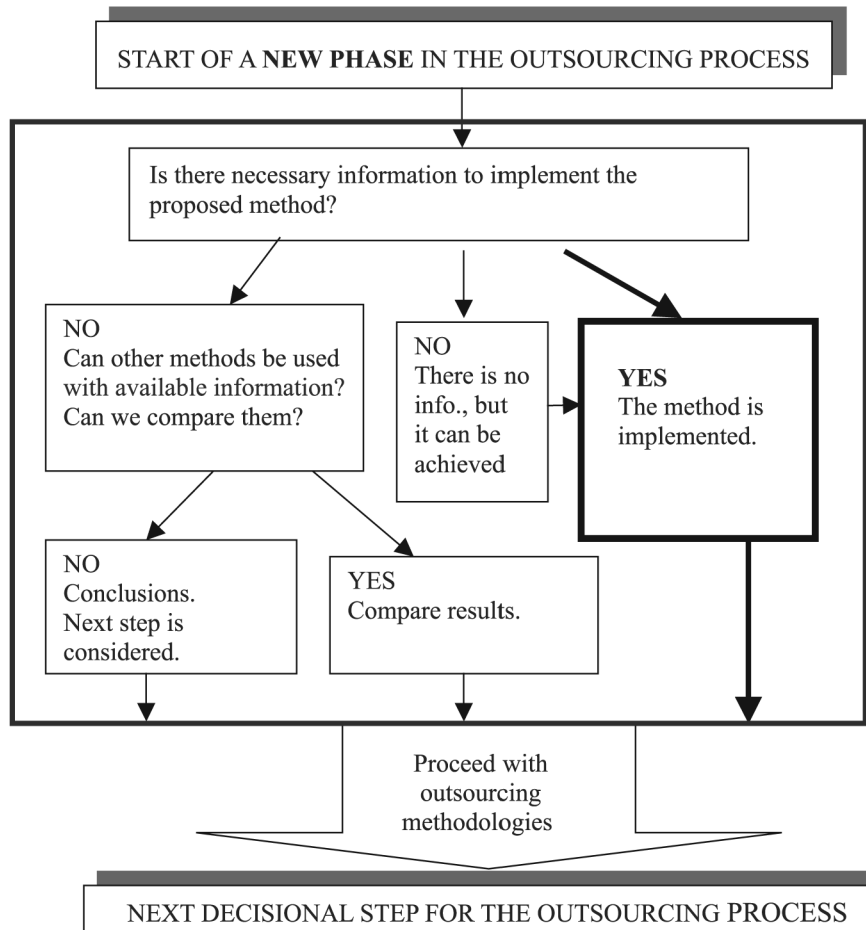 START OF A NEW PHASE IN THE OUTSOURCING PROCESS
Is there necessary information to implement the
proposed method?
NO
Can other methods be used
with available information?
Can we compare them?
NO
There is no
info., but
it can be
achieved
YES
The method is
implemented.
NO
Conclusions.
Next step is
considered.
YES
Compare results.
Proceed with
outsourcing
methodologies
NEXT DECISIONAL STEP FOR THE OUTSOURCING PROCESS